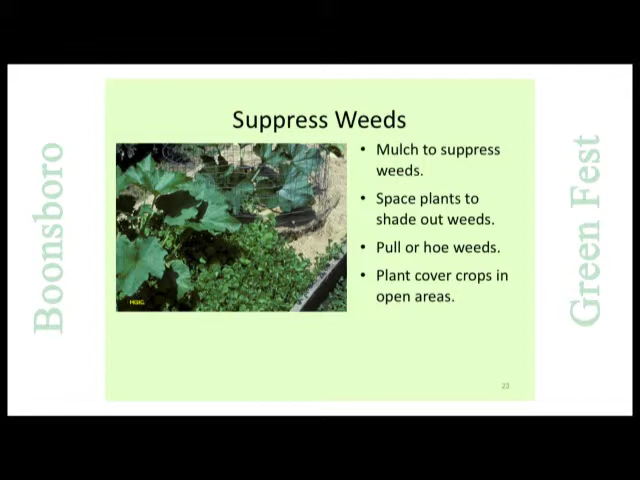 Boonsboro
Suppress Weeds
• Mulch to suppress
weeds.
• Space plants to
shade out weeds.
• Pull or hoe weeds.
• Plant cover crops in
open areas.
HGIC
23
Green Fest